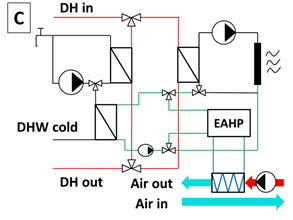 C
DH in
DHW cold
EAHP
DH out
Air out
Air in